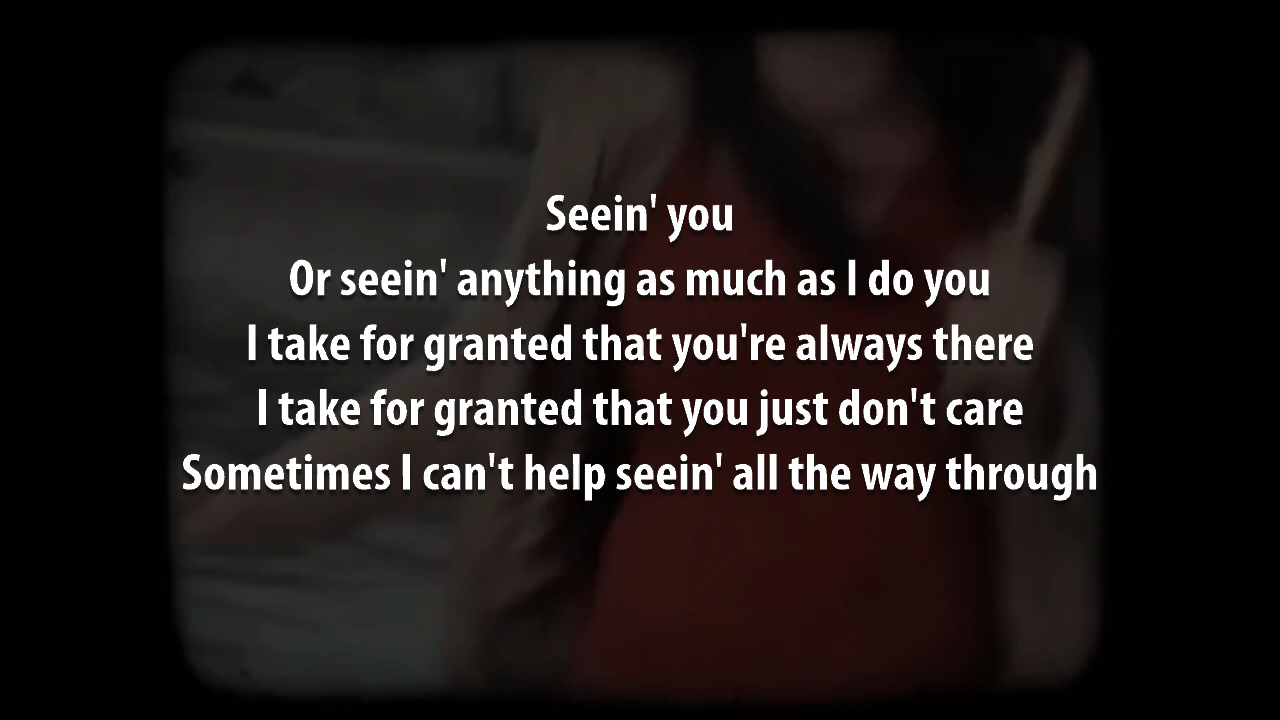 Seein' you
Or seein' anything as much as I do you
I take for granted that you're always there
I take for granted that you just don't care
Sometimes I can't help seein' all the way through